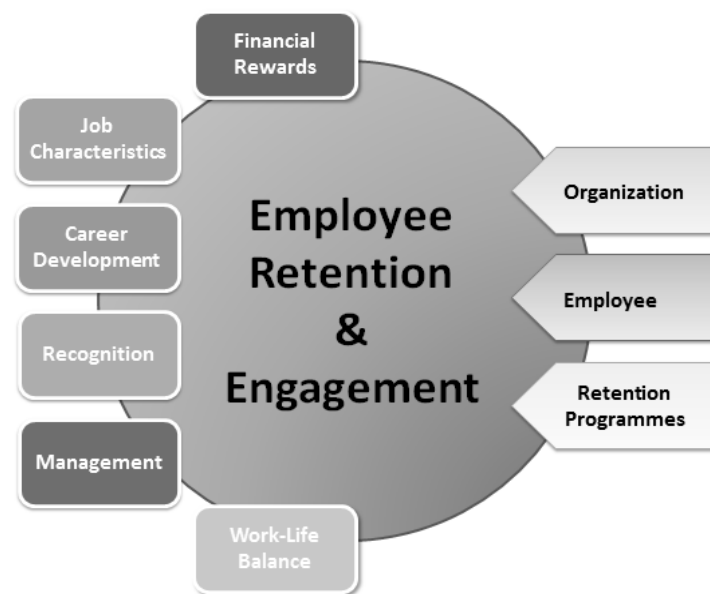 Financial
Rewards
Job
Characteristics
Career
Development
Recognition
Management
Work-Life
Balance
Employee
Retention
&
Engagement
Organization
Employee
Retention
Programmes